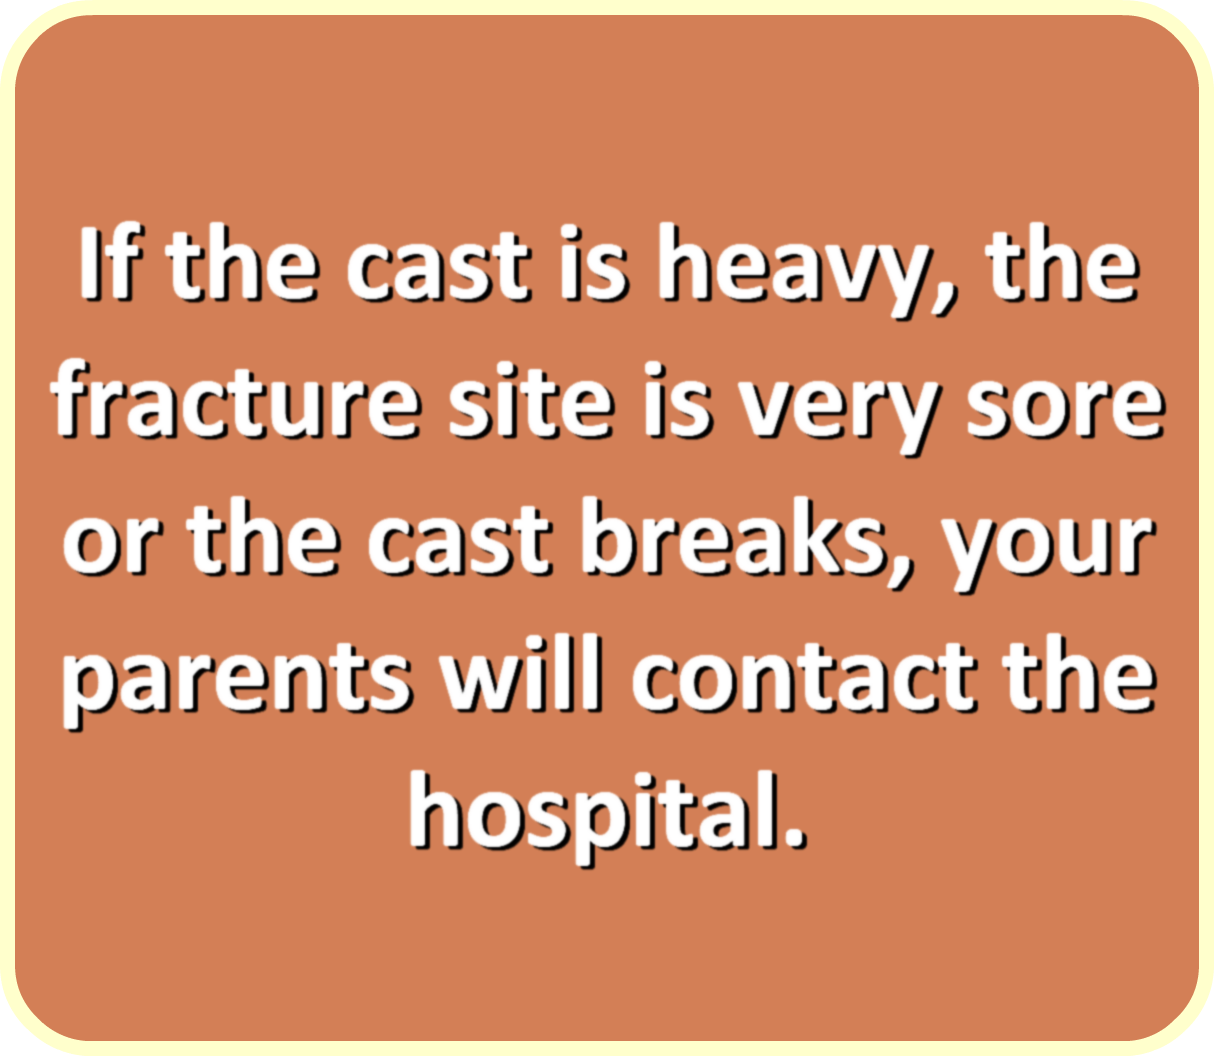 If the cast is heavy, the
fracture site is very sore
or the cast breaks, your
parents will contact the
hospital.